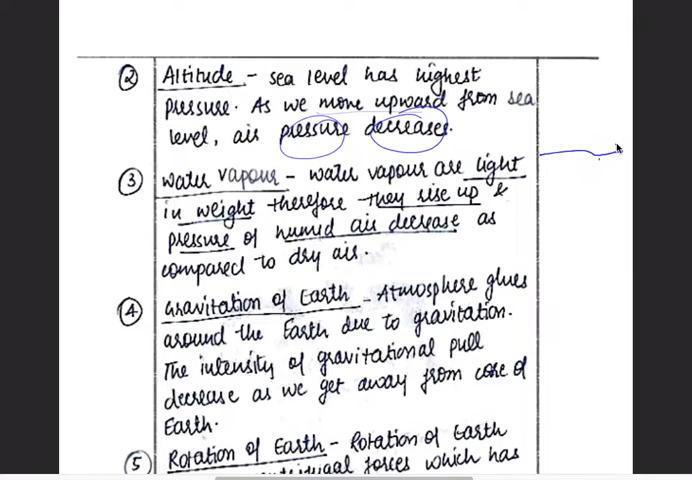 ② Altitude - sea level has highest
pressure. As we move upward from sea
level, air pressure decreases.
③ Water vapour - water vapour are light
in weight therefore they rise up &
pressure of humid air decrease as
compared to dry air.
④ Gravitation of Earth - Atmosphere glues
around the Earth due to gravitation.
The intensity of gravitational pull
decrease as we get away from core of
Earth.
⑤ Rotation of Earth - Rotation of Earth
forces which has